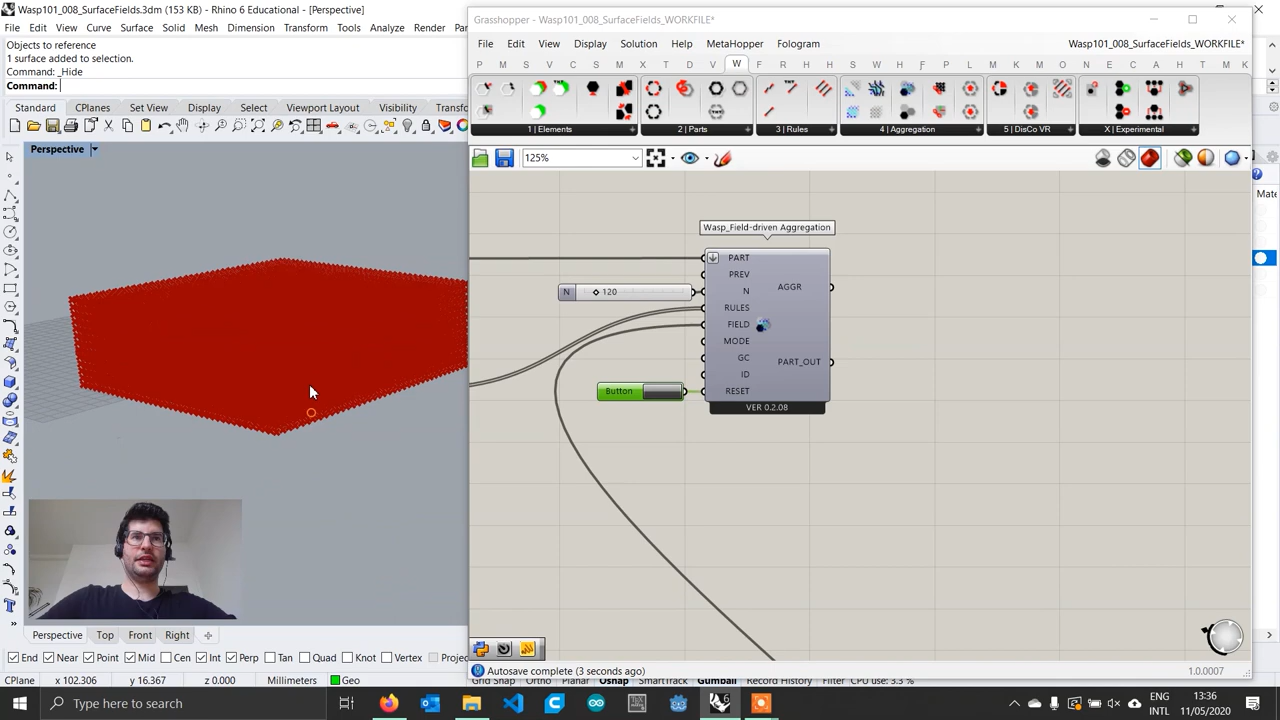 _008_SurfaceFields.3dm (153 KB) - Rhino 6 Educational - [Perspective]
File Edit View Curve Surface Solid Mesh Dimension Transform Tools Analyze Render
Objects to reference
1 surface added to selection.
Command: _Hide
Command:
Standard CPlanes Set View Display Select Viewport Layout Visibility
Perspective
Grasshopper - Wasp101_008_SurfaceFields_WORKFILE*
File Edit View Display Solution Help MetaHopper Fologram
Wasp101_008_SurfaceFields_WORKFILE*
P M S V C S M X T D V W P M R F H H S W H F P L N E U C A D K T P
1 | Elements 2 | Parts 3 | Rules 4 | Aggregation 5 | DisCo VR X | Experimental
125%
Wasp_Field-driven Aggregation
PART
PREV
N
RULES
FIELD
MODE
GC
ID
RESET
AGGR
PART_OUT
VER 0.2.08
N 120
Button
Perspective Top Front Right
End Near Point Mid Cen Int Perp Tan Quad Knot Vertex
Autosave complete (3 seconds ago)
1.0.0007
CPlane x 102.306 y 16.367 z 0.000 Millimeters Geo Grid Snap Ortho Planar Osnap SmartTrack Gumball Record History Filter CPU use: 3.3 %
Type here to search
ENG
INTL
13:36
11/05/2020